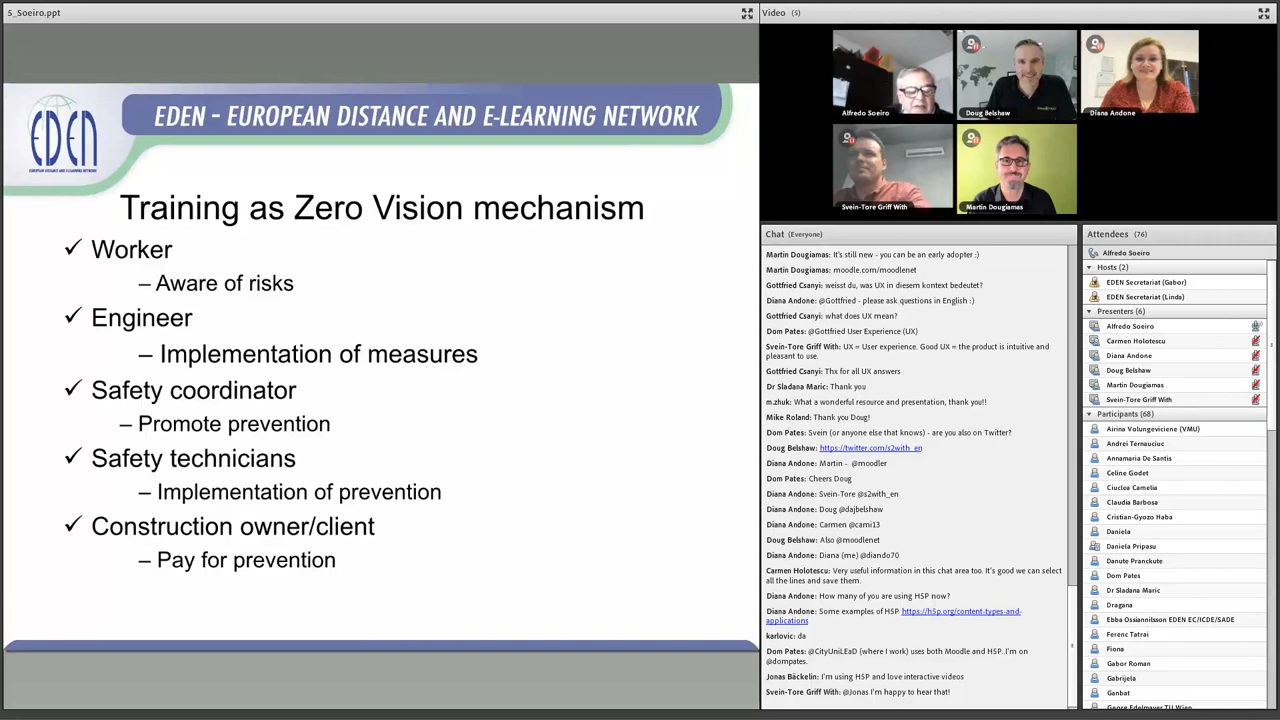 5_Soeiro.ppt
EDEN - EUROPEAN DISTANCE AND E-LEARNING NETWORK
EDEN
EUROPEAN DISTANCE AND E-LEARNING NETWORK
Training as Zero Vision mechanism
✓ Worker
– Aware of risks
✓ Engineer
– Implementation of measures
✓ Safety coordinator
– Promote prevention
✓ Safety technicians
– Implementation of prevention
✓ Construction owner/client
– Pay for prevention
Video (5)
Alfredo Soeiro
Doug Belshaw
Diana Andone
Svein-Tore Griff With
Martin Dougiamas
Chat (Everyone)
Martin Dougiamas: It's still new - you can be an early adopter :)
Martin Dougiamas: moodle.com/moodlenet
Gottfried Csanyi: weisst du, was UX in diesem kontext bedeutet?
Diana Andone: @Gottfried - please ask questions in English :)
Gottfried Csanyi: what does UX mean?
Dom Pates: @Gottfried User Experience (UX)
Svein-Tore Griff With: UX = User experience. Good UX = the product is intuitive and
pleasant to use.
Gottfried Csanyi: Thx for all UX answers
Dr Sladana Maric: Thank you
m.zhuk: What a wonderful resource and presentation, thank you!!
Mike Roland: Thank you Doug!
Dom Pates: Svein (or anyone else that knows) - are you also on Twitter?
Doug Belshaw: https://twitter.com/s2with_en
Diana Andone: Martin - @moodler
Dom Pates: Cheers Doug
Diana Andone: Svein-Tore @s2with_en
Diana Andone: Doug @dajbelshaw
Diana Andone: Carmen @cami13
Doug Belshaw: Also @moodlenet
Diana Andone: Diana (me) @diando70
Carmen Holotescu: Very useful information in this chat area too. It's good we can select
all the lines and save them.
Diana Andone: How many of you are using H5P now?
Diana Andone: Some examples of H5P https://h5p.org/content-types-and-
applications
karlovic: da
Dom Pates: @CityUniLEaD (where I work) uses both Moodle and H5P..I'm on
@dompates.
Jonas Bäckelin: I'm using H5P and love interactive videos
Svein-Tore Griff With: @Jonas I'm happy to hear that!
Attendees (76)
Alfredo Soeiro
Hosts (2)
EDEN Secretariat (Gabor)
EDEN Secretariat (Linda)
Presenters (6)
Alfredo Soeiro
Carmen Holotescu
Diana Andone
Doug Belshaw
Martin Dougiamas
Svein-Tore Griff With
Participants (68)
Airina Volungeviciene (VMU)
Andrei Ternauciuc
Annamaria De Santis
Celine Godet
Ciuclea Camelia
Claudia Barbosa
Cristian-Gyozo Haba
Daniela
Daniela Pripasu
Danute Pranckute
Dom Pates
Dr Sladana Maric
Dragana
Ebba Ossiannilsson EDEN EC/ICDE/SADE
Ferenc Tatrai
Fiona
Gabor Roman
Gabrijela
Ganbat
George Edelmayer TU Wien